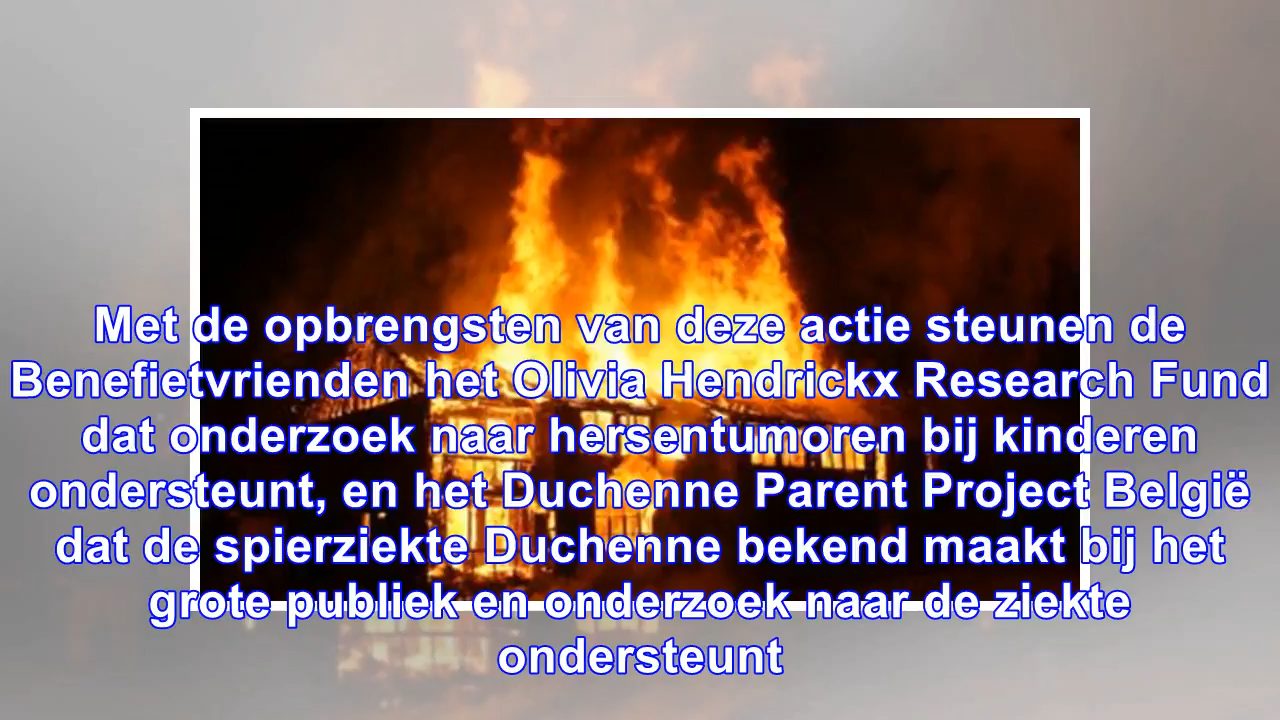 Met de opbrengsten van deze actie steunen de
Benefietvrienden het Olivia Hendrickx Research Fund
dat onderzoek naar hersentumoren bij kinderen
ondersteunt, en het Duchenne Parent Project België
dat de spierziekte Duchenne bekend maakt bij het
grote publiek en onderzoek naar de ziekte
ondersteunt